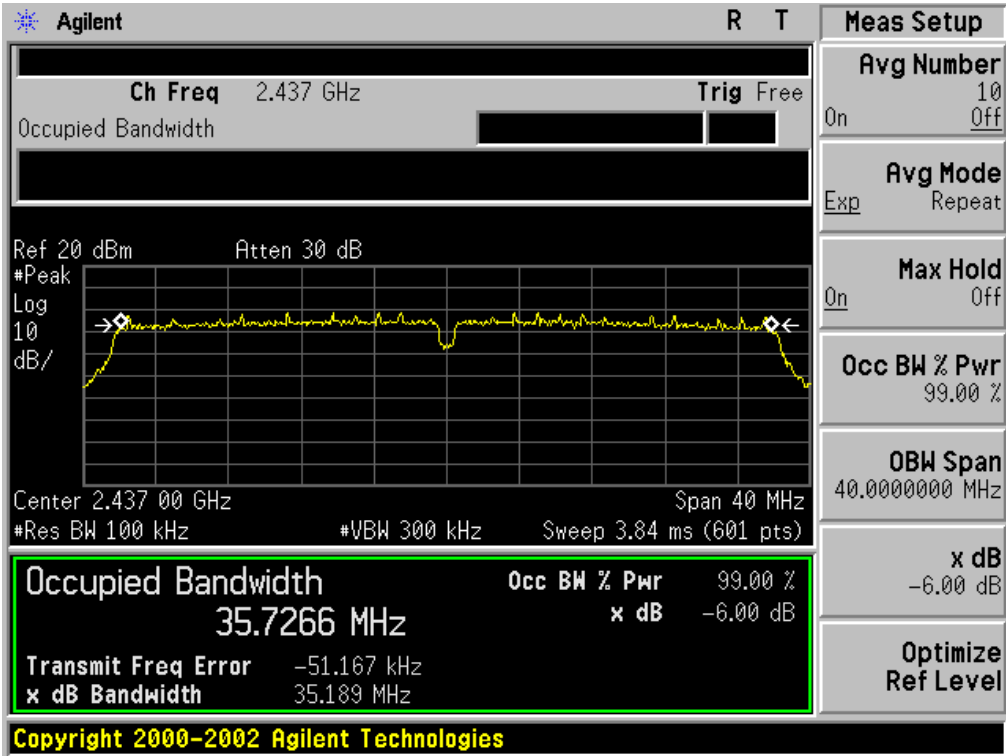 Agilent R T
Ch Freq 2.437 GHz Trig Free
Occupied Bandwidth
Ref 20 dBm Atten 30 dB
#Peak
Log
10
dB/
Center 2.437 00 GHz Span 40 MHz
#Res BW 100 kHz #VBW 300 kHz Sweep 3.84 ms (601 pts)
Occupied Bandwidth Occ BW % Pwr 99.00 %
35.7266 MHz x dB -6.00 dB
Transmit Freq Error -51.167 kHz
x dB Bandwidth 35.189 MHz
Copyright 2000-2002 Agilent Technologies
Meas Setup
Avg Number
10
On Off
Avg Mode
Exp Repeat
Max Hold
On Off
Occ BW % Pwr
99.00 %
OBW Span
40.0000000 MHz
x dB
-6.00 dB
Optimize
Ref Level